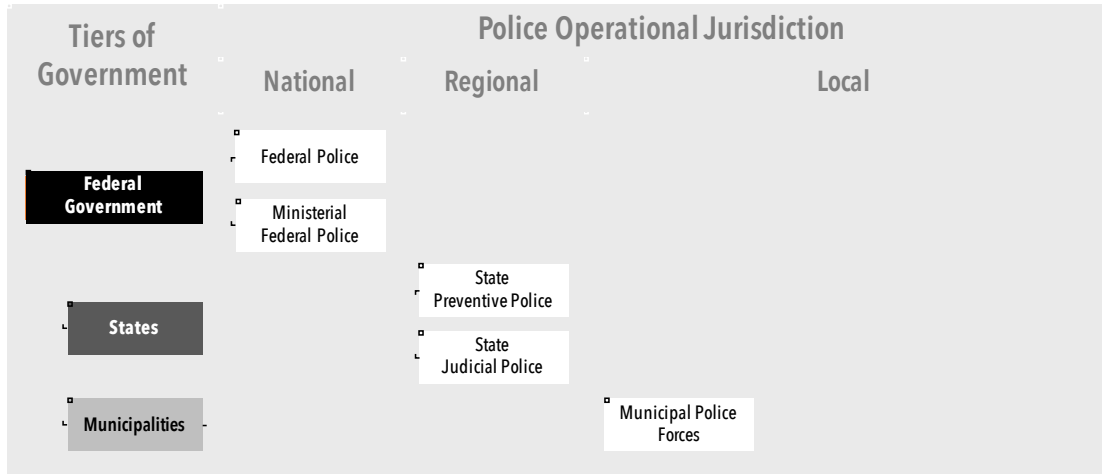 Tiers of
Government
Police Operational Jurisdiction
National
Regional
Local
Federal
Government
Federal Police
Ministerial
Federal Police
States
State
Preventive Police
State
Judicial Police
Municipalities
Municipal Police
Forces